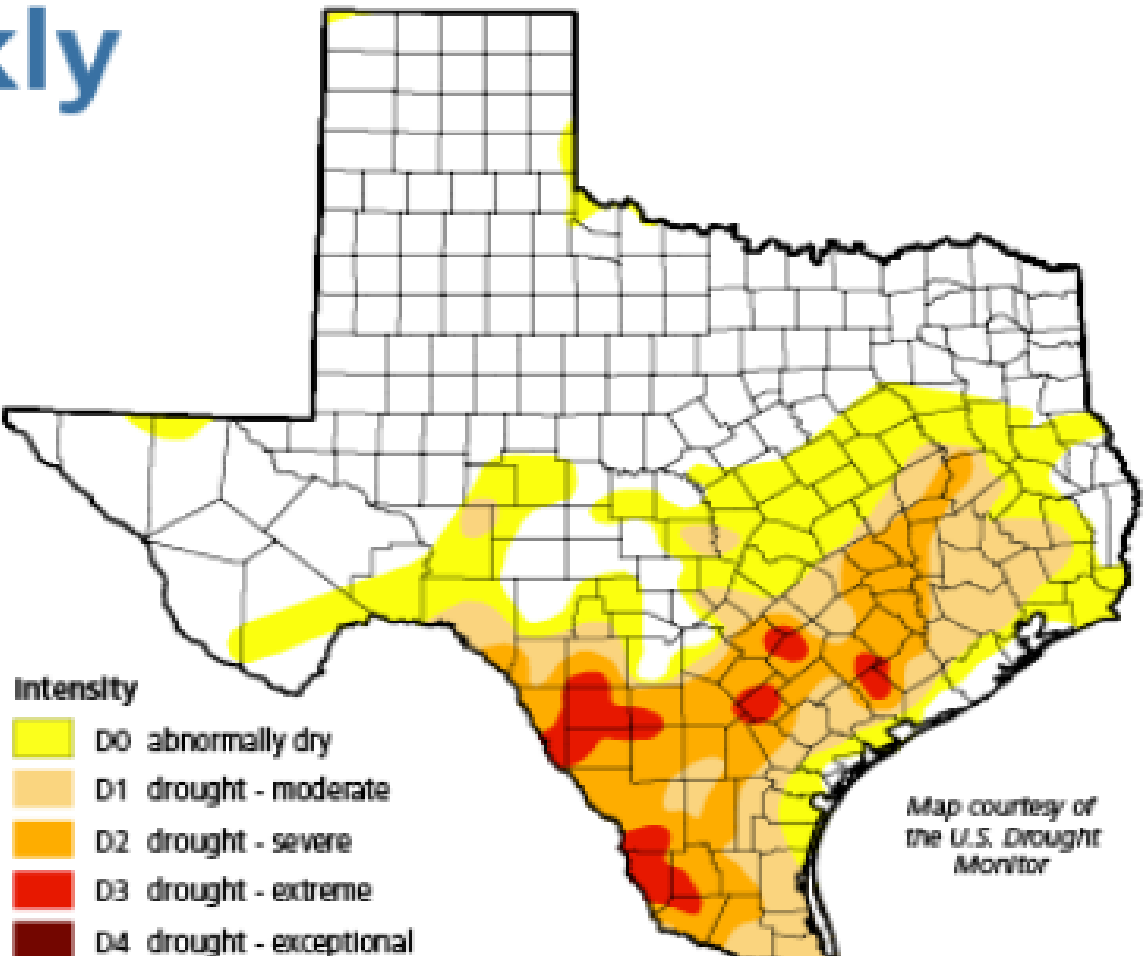 kly
Intensity
D0 abnormally dry
D1 drought - moderate
D2 drought - severe
D3 drought - extreme
D4 drought - exceptional
Map courtesy of
the U.S. Drought
Monitor